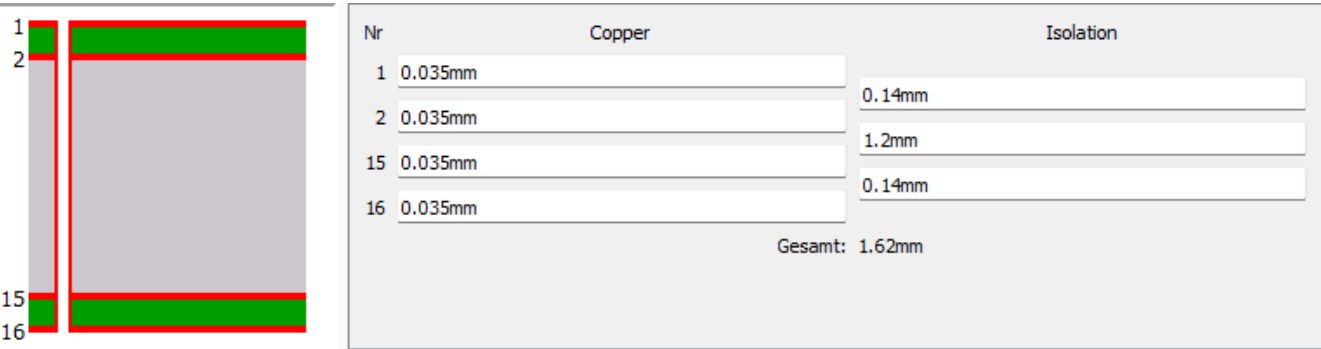 1
2
15
16
Nr Copper Isolation
1 0.035mm
0.14mm
2 0.035mm
1.2mm
15 0.035mm
0.14mm
16 0.035mm
Gesamt: 1.62mm